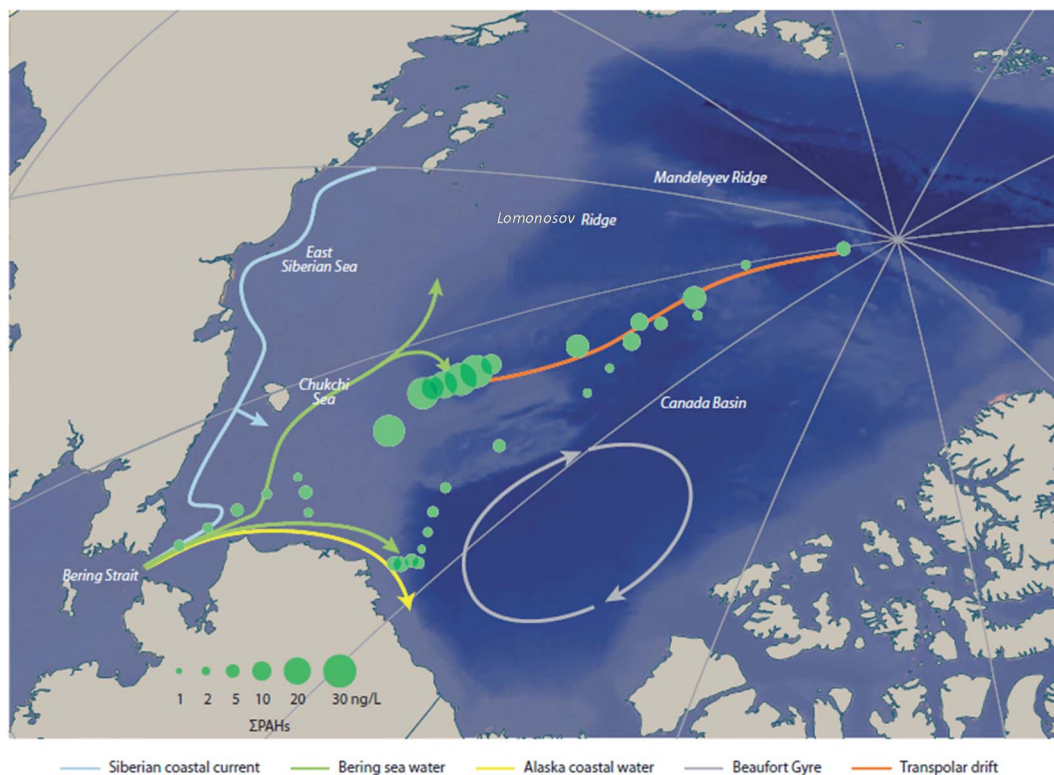 Mandeleyev Ridge
Lomonosov Ridge
East
Siberian Sea
Chukchi
Sea
Canada Basin
Bering Strait
1 2 5 10 20 30 ng/L
ΣPAHs
Siberian coastal current Bering sea water Alaska coastal water Beaufort Gyre Transpolar drift